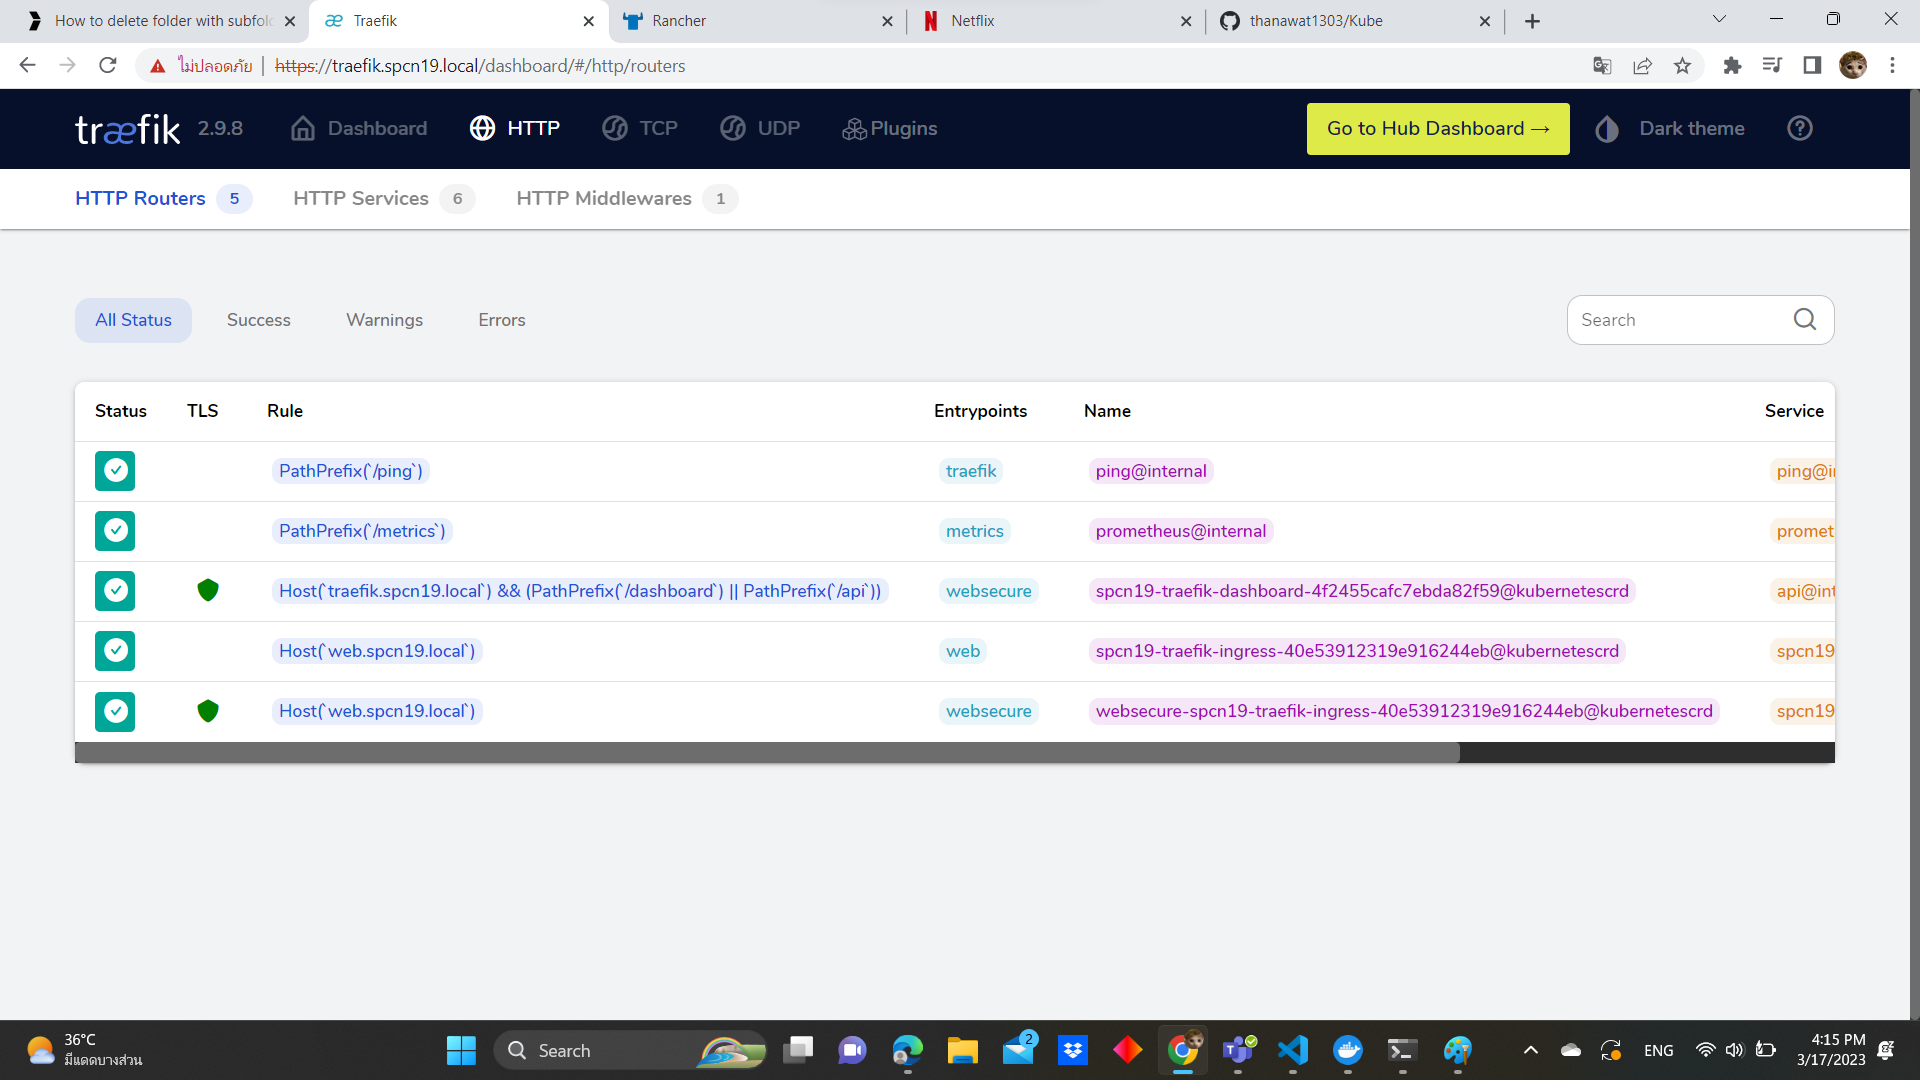 How to delete folder with subfol
Traefik
Rancher
Netflix
thanawat1303/Kube
ไม่ปลอดภัย
https://traefik.spcn19.local/dashboard/#/http/routers
træfik 2.9.8
Dashboard
HTTP
TCP
UDP
Plugins
Go to Hub Dashboard →
Dark theme
HTTP Routers 5
HTTP Services 6
HTTP Middlewares 1
All Status
Success
Warnings
Errors
Search
Status TLS Rule Entrypoints Name Service
PathPrefix(`/ping`) traefik ping@internal ping@i
PathPrefix(`/metrics`) metrics prometheus@internal promet
Host(`traefik.spcn19.local`) && (PathPrefix(`/dashboard`) || PathPrefix(`/api`)) websecure spcn19-traefik-dashboard-4f2455cafc7ebda82f59@kubernetescrd api@int
Host(`web.spcn19.local`) web spcn19-traefik-ingress-40e53912319e916244eb@kubernetescrd spcn19
Host(`web.spcn19.local`) websecure websecure-spcn19-traefik-ingress-40e53912319e916244eb@kubernetescrd spcn19
36°C
มีแดดบางส่วน
Search
2
ENG
4:15 PM
3/17/2023